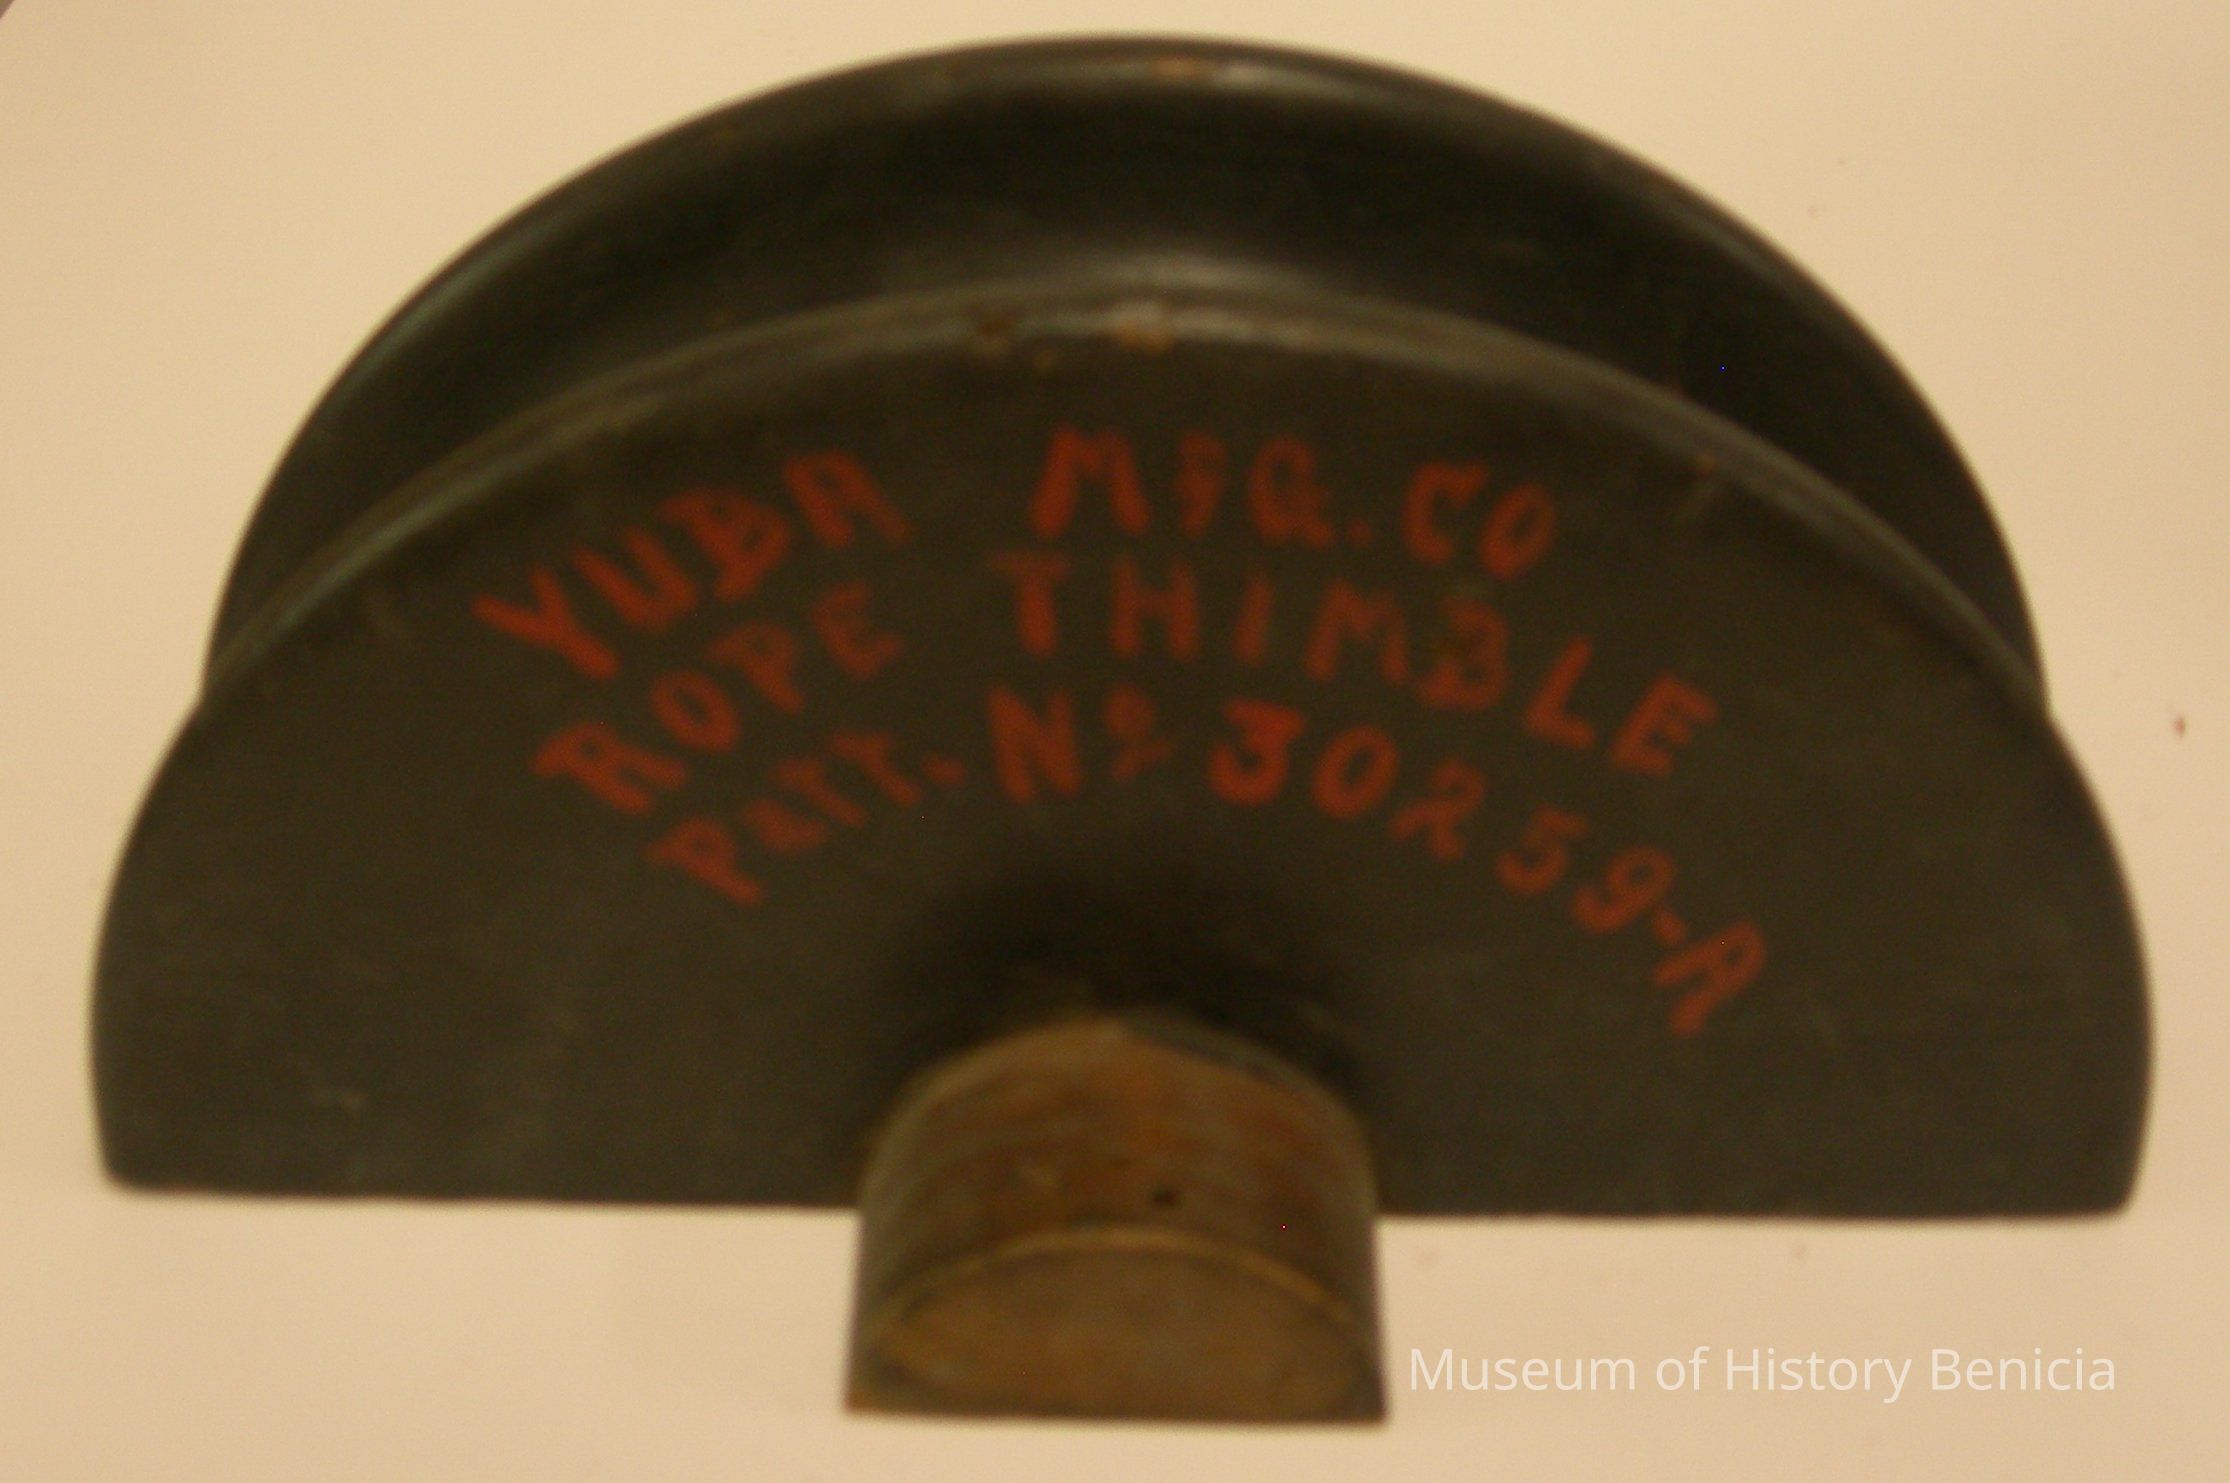 YUBA MFG. CO
ROPE THIMBLE
PATT. Nº 30259-A
Museum of History Benicia